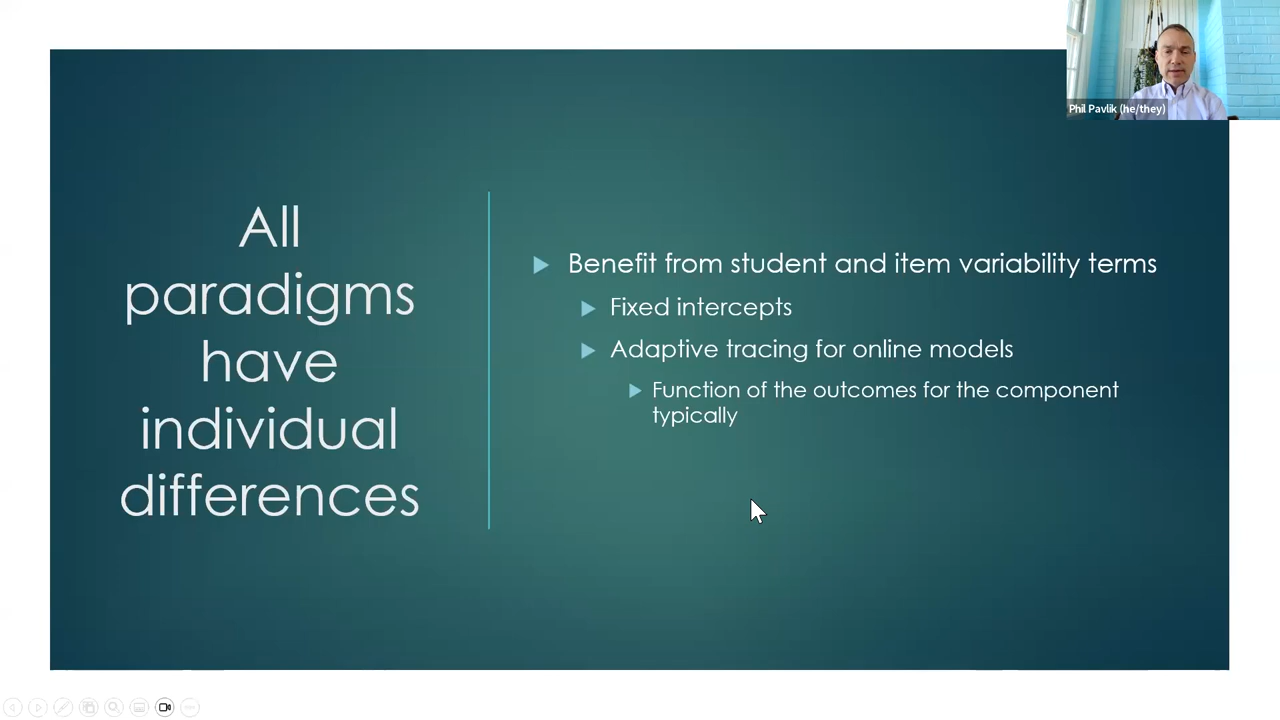 Phil Pavlik (he/they)
All
paradigms
have
individual
differences
Benefit from student and item variability terms
Fixed intercepts
Adaptive tracing for online models
Function of the outcomes for the component
typically